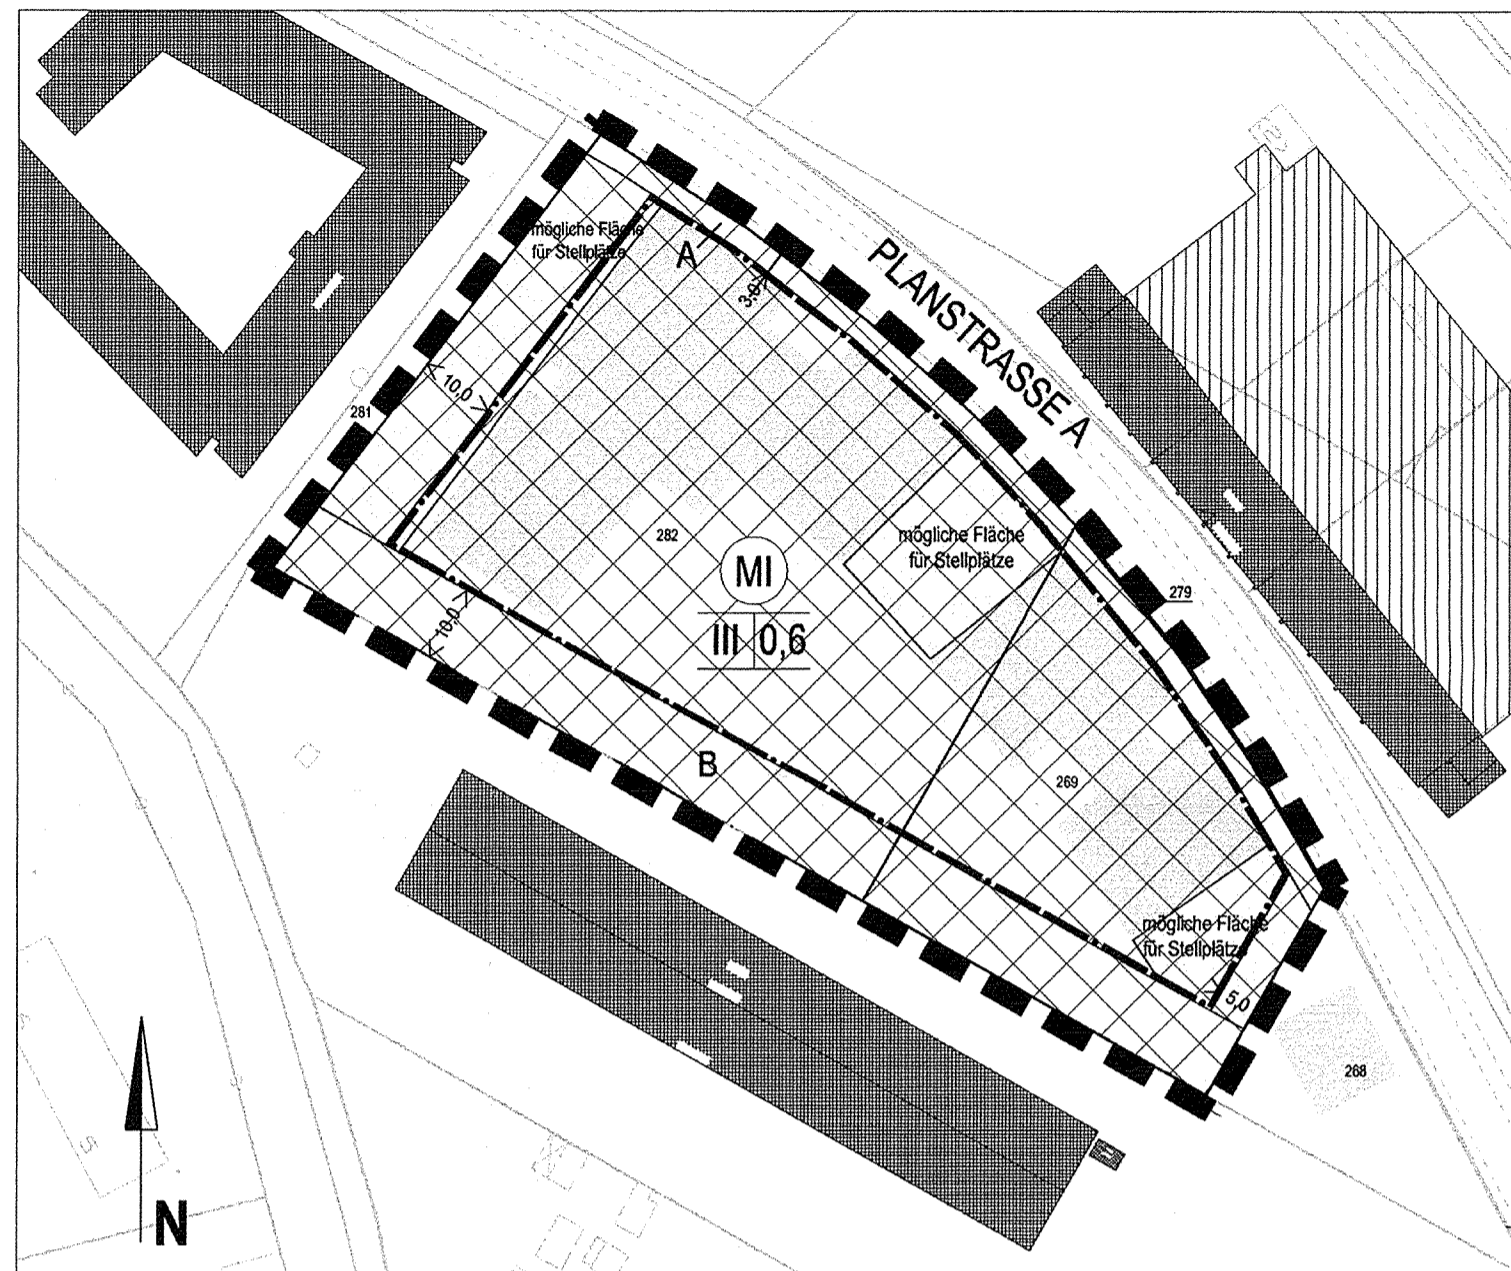 mögliche Fläche
für Stellplätze
A
3,0
PLANSTRASSE A
10,0
281
282
mögliche Fläche
für Stellplätze
MI
III 0,6
279
10,0
B
269
mögliche Fläche
für Stellplätze
5,0
268
N